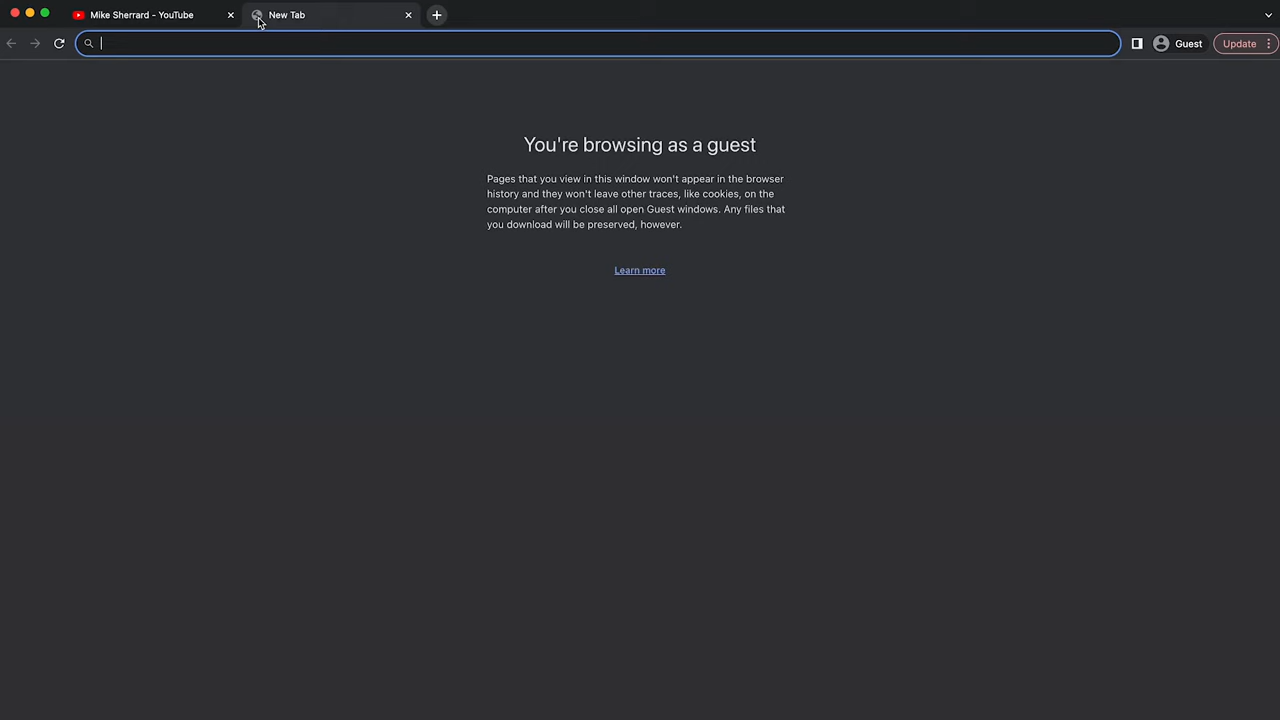 Mike Sherrard - YouTube
New Tab
Guest
Update
You're browsing as a guest
Pages that you view in this window won't appear in the browser
history and they won't leave other traces, like cookies, on the
computer after you close all open Guest windows. Any files that
you download will be preserved, however.
Learn more